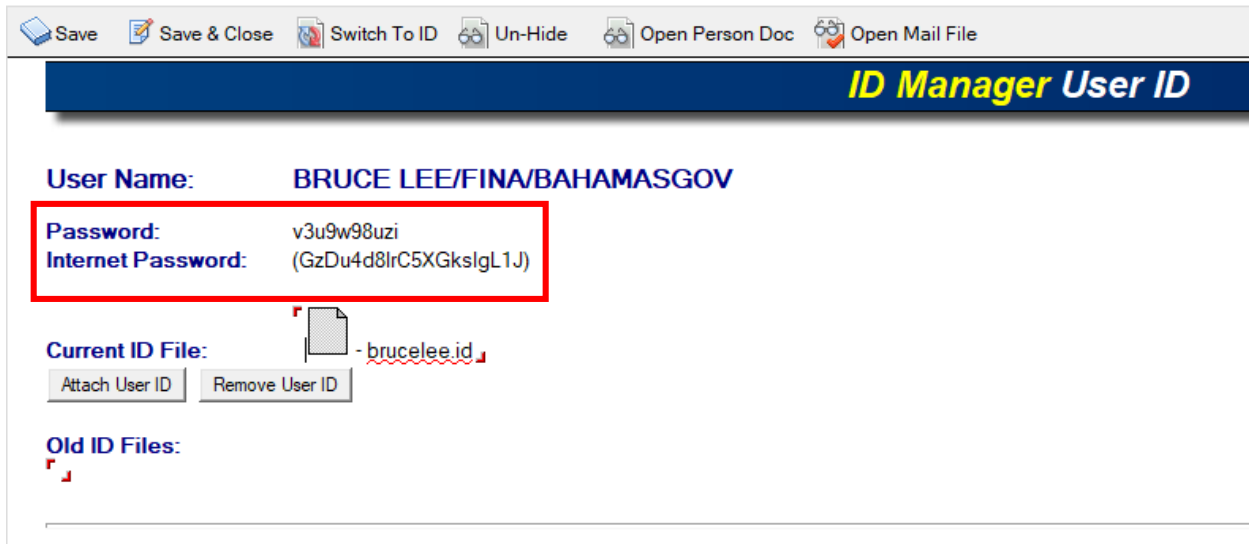 Save Save & Close Switch To ID Un-Hide Open Person Doc Open Mail File
ID Manager User ID
User Name: BRUCE LEE/FINA/BAHAMASGOV
Password: v3u9w98uzi
Internet Password: (GzDu4d8lrC5XGkslgL1J)
Current ID File: - brucelee.id
Attach User ID Remove User ID
Old ID Files: